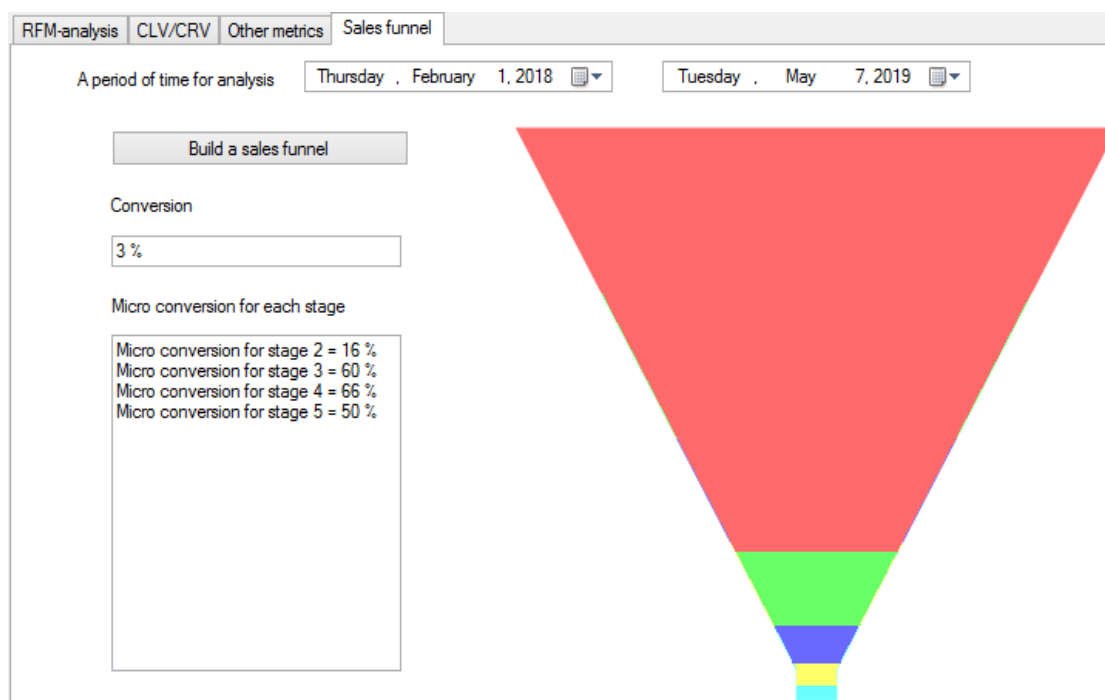 RFM-analysis CLV/CRV Other metrics Sales funnel
A period of time for analysis Thursday , February 1, 2018 Tuesday , May 7, 2019
Build a sales funnel
Conversion
3 %
Micro conversion for each stage
Micro conversion for stage 2 = 16 %
Micro conversion for stage 3 = 60 %
Micro conversion for stage 4 = 66 %
Micro conversion for stage 5 = 50 %